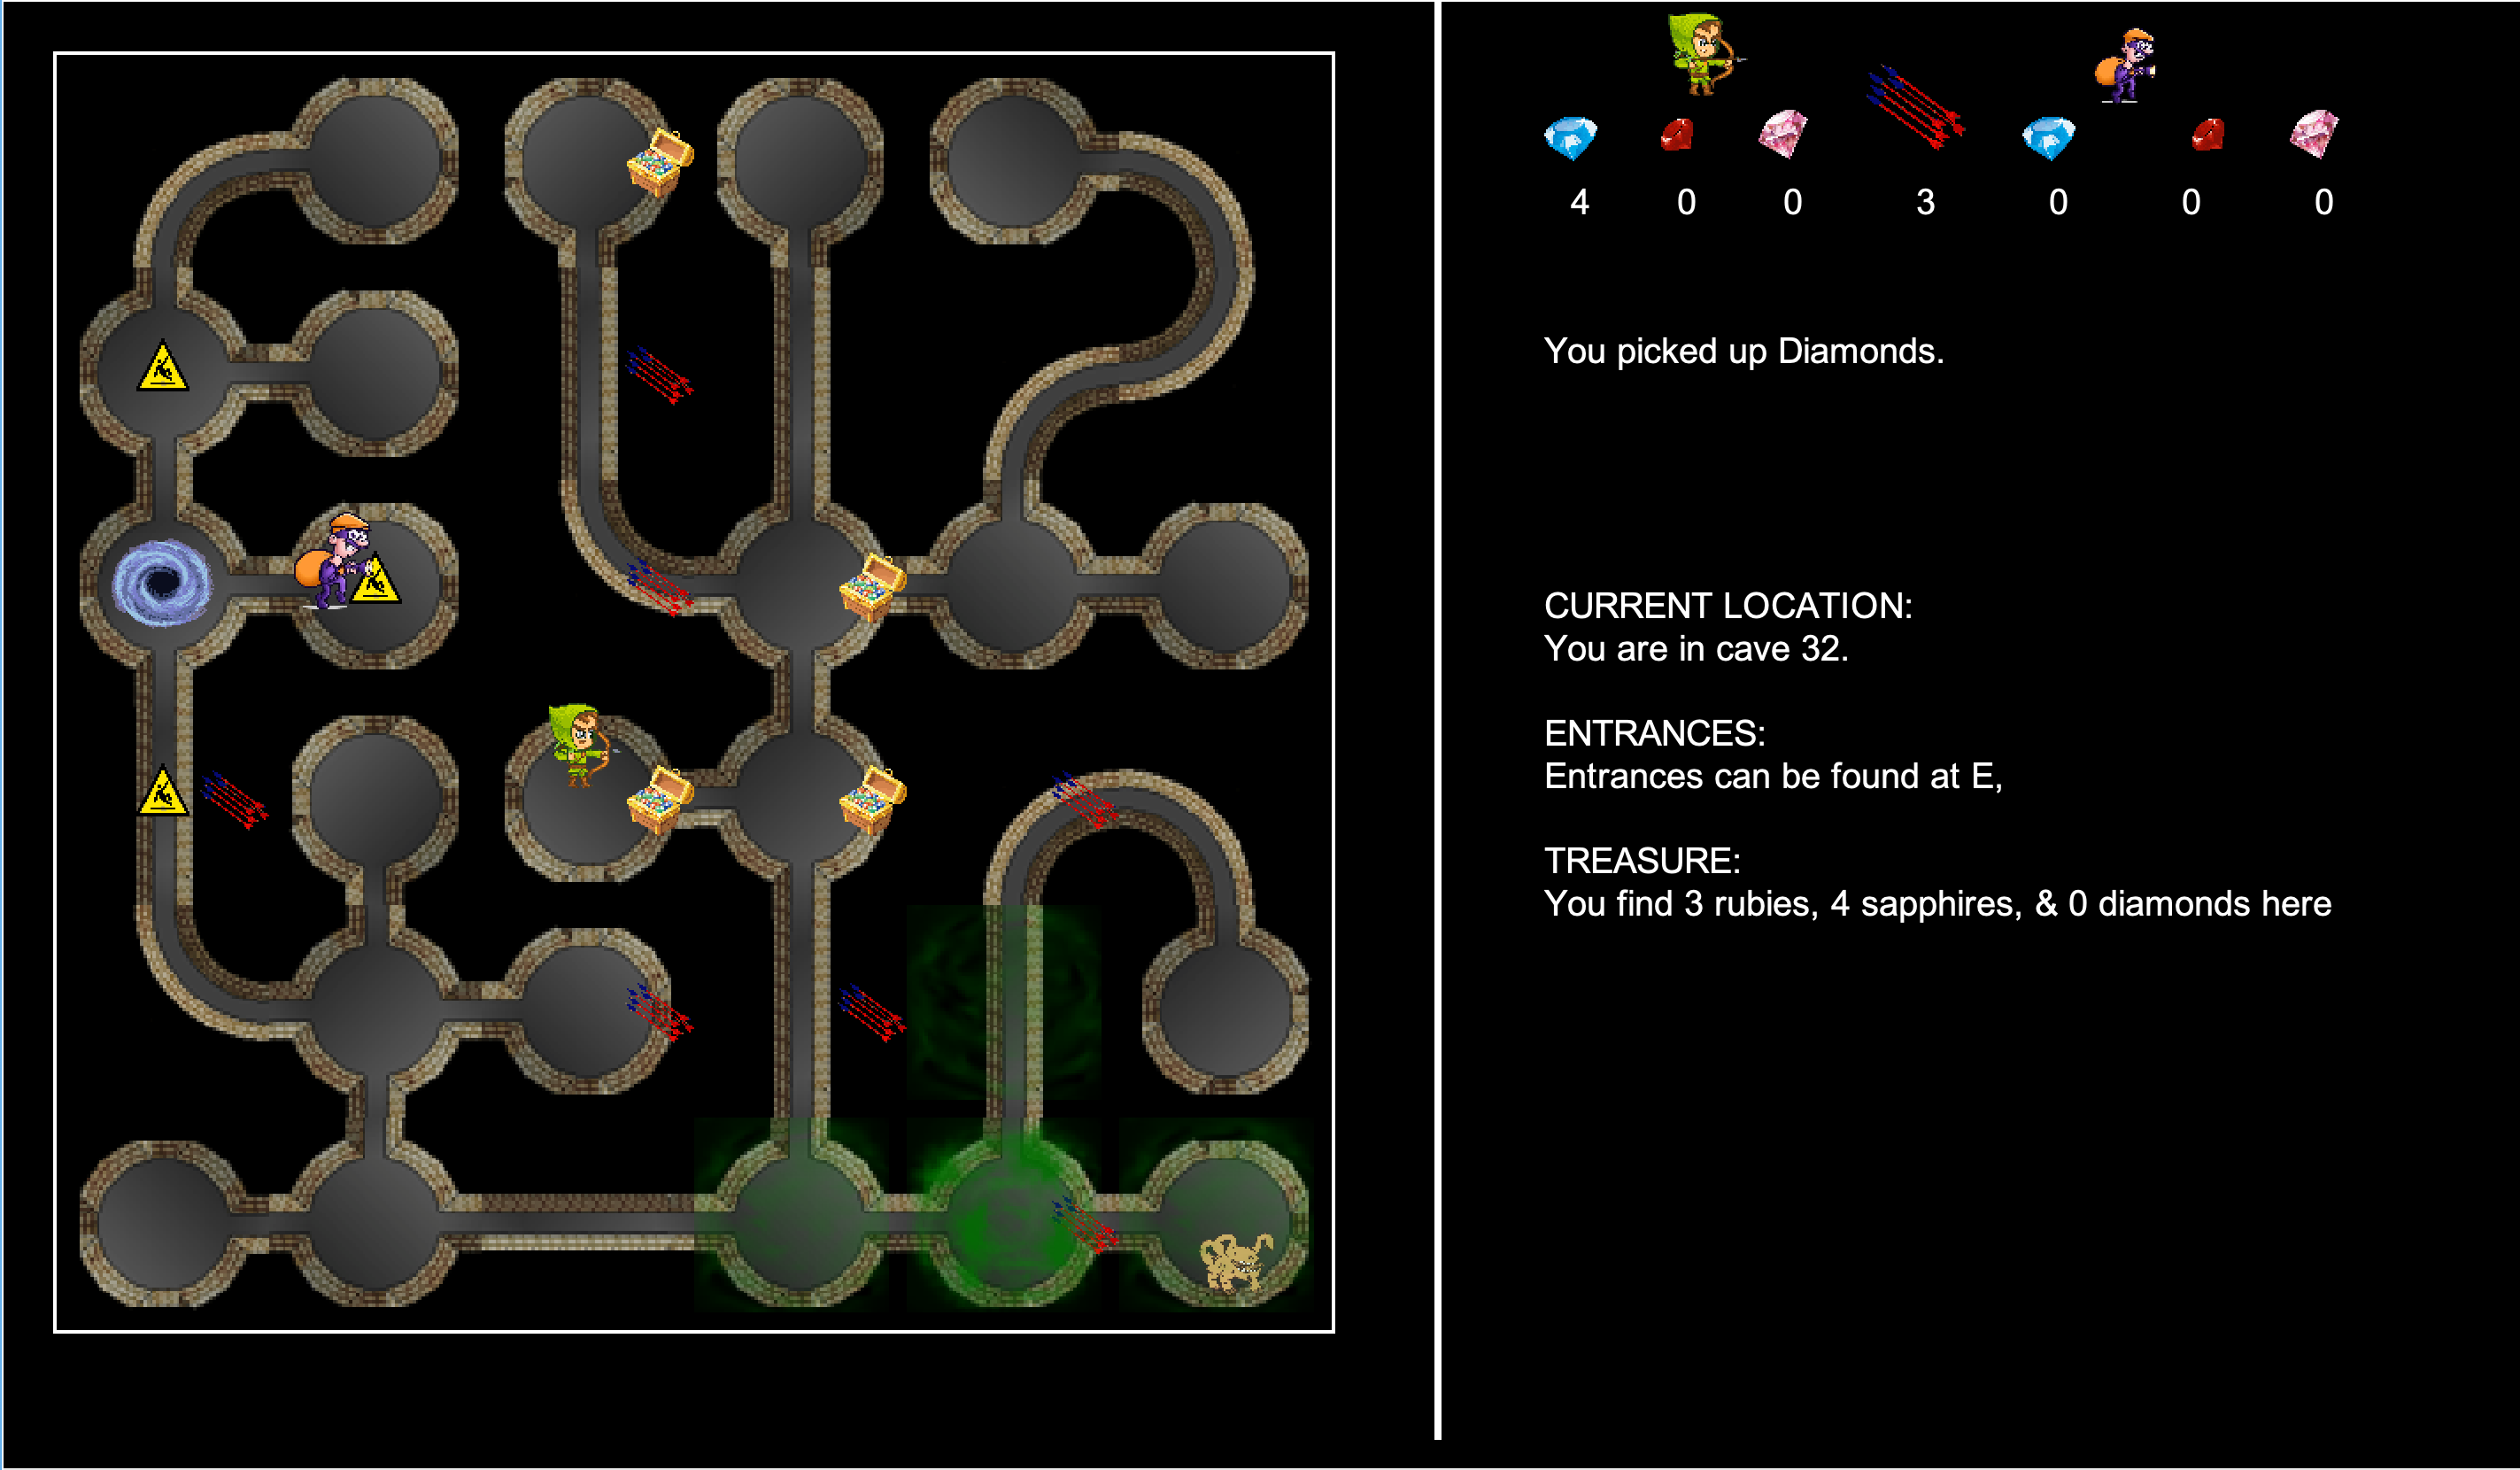 4 0 0 3 0 0 0
You picked up Diamonds.
CURRENT LOCATION:
You are in cave 32.
ENTRANCES:
Entrances can be found at E,
TREASURE:
You find 3 rubies, 4 sapphires, & 0 diamonds here